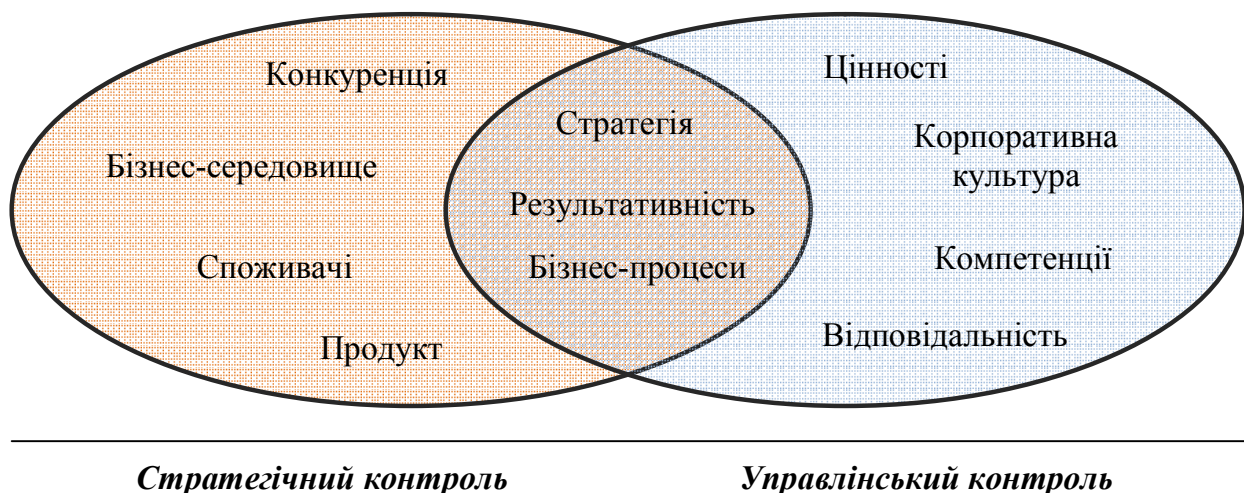 Конкуренція
Бізнес-середовище
Споживачі
Продукт
Стратегія
Результативність
Бізнес-процеси
Цінності
Корпоративна
культура
Компетенції
Відповідальність
Стратегічний контроль
Управлінський контроль